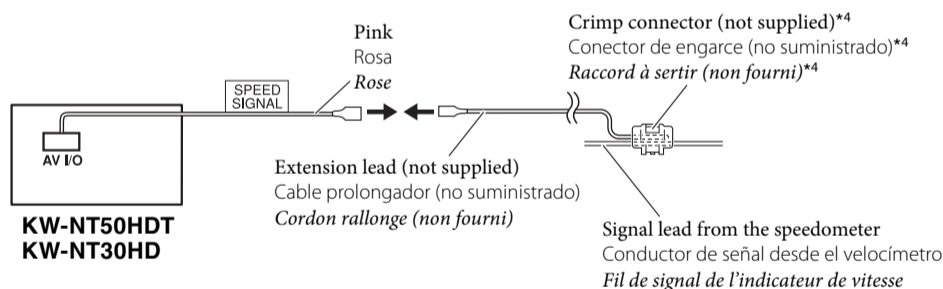 Crimp connector (not supplied)*4
Conector de engarce (no suministrado)*4
Raccord à sertir (non fourni)*4
Pink
Rosa
Rose
SPEED
SIGNAL
AV I/O
Extension lead (not supplied)
Cable prolongador (no suministrado)
Cordon rallonge (non fourni)
KW-NT50HDT
KW-NT30HD
Signal lead from the speedometer
Conductor de señal desde el velocímetro
Fil de signal de l’indicateur de vitesse